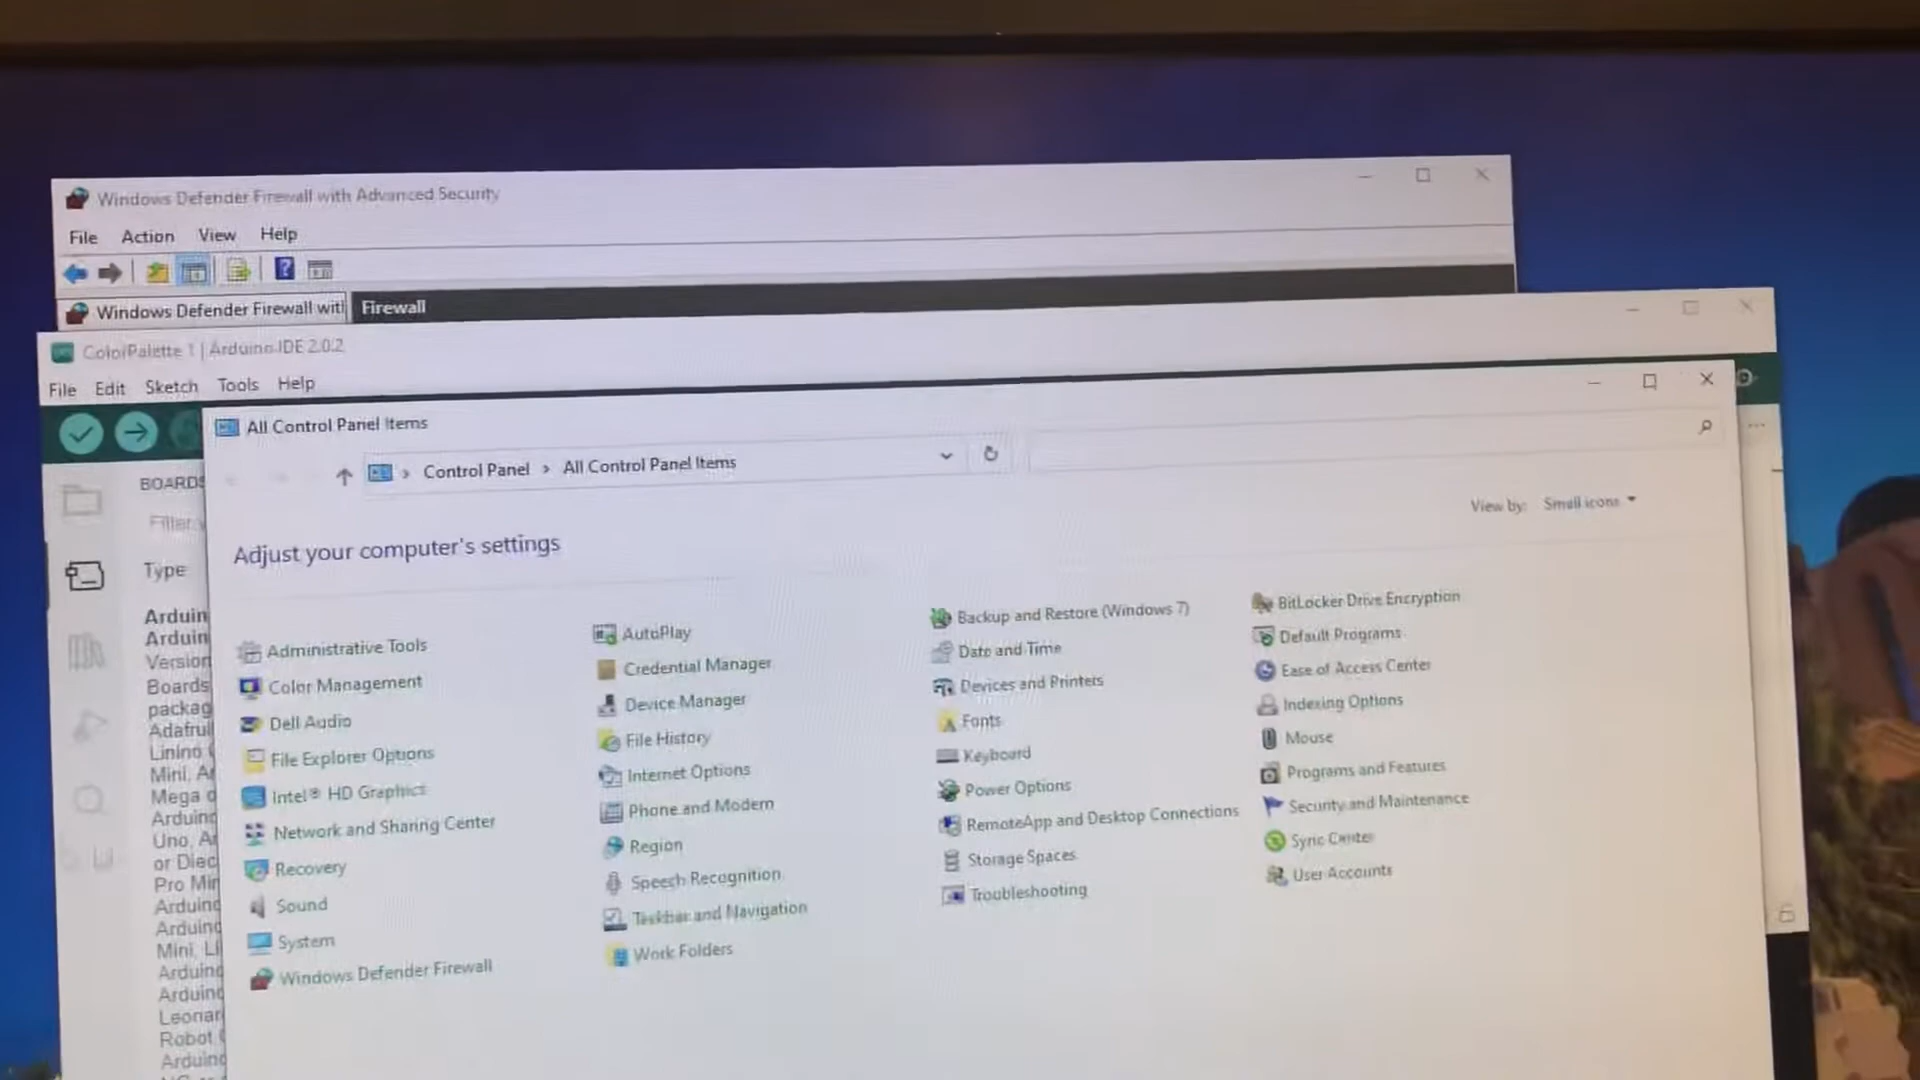 Windows Defender Firewall with Advanced Security
File Action View Help
Windows Defender Firewall wit
Firewall
ColorPalette 1 | Arduino IDE 2.0.2
File Edit Sketch Tools Help
All Control Panel Items
Control Panel > All Control Panel Items
View by: Small icons
Adjust your computer's settings
Administrative Tools
Color Management
Dell Audio
File Explorer Options
Intel® HD Graphics
Network and Sharing Center
Recovery
Sound
System
Windows Defender Firewall
AutoPlay
Credential Manager
Device Manager
File History
Internet Options
Phone and Modem
Region
Speech Recognition
Taskbar and Navigation
Work Folders
Backup and Restore (Windows 7)
Date and Time
Devices and Printers
Fonts
Keyboard
Power Options
RemoteApp and Desktop Connections
Storage Spaces
Troubleshooting
BitLocker Drive Encryption
Default Programs
Ease of Access Center
Indexing Options
Mouse
Programs and Features
Security and Maintenance
Sync Center
User Accounts
BOARDS
Filter
Type
Arduin
Arduin
Version
Boards
packag
Adafrui
Linino
Mini, Ar
Mega
Arduino
Uno, Ar
or Diec
Pro Min
Arduino
Arduino
Mini, Li
Arduino
Arduino
Leonar
Robot
Arduino